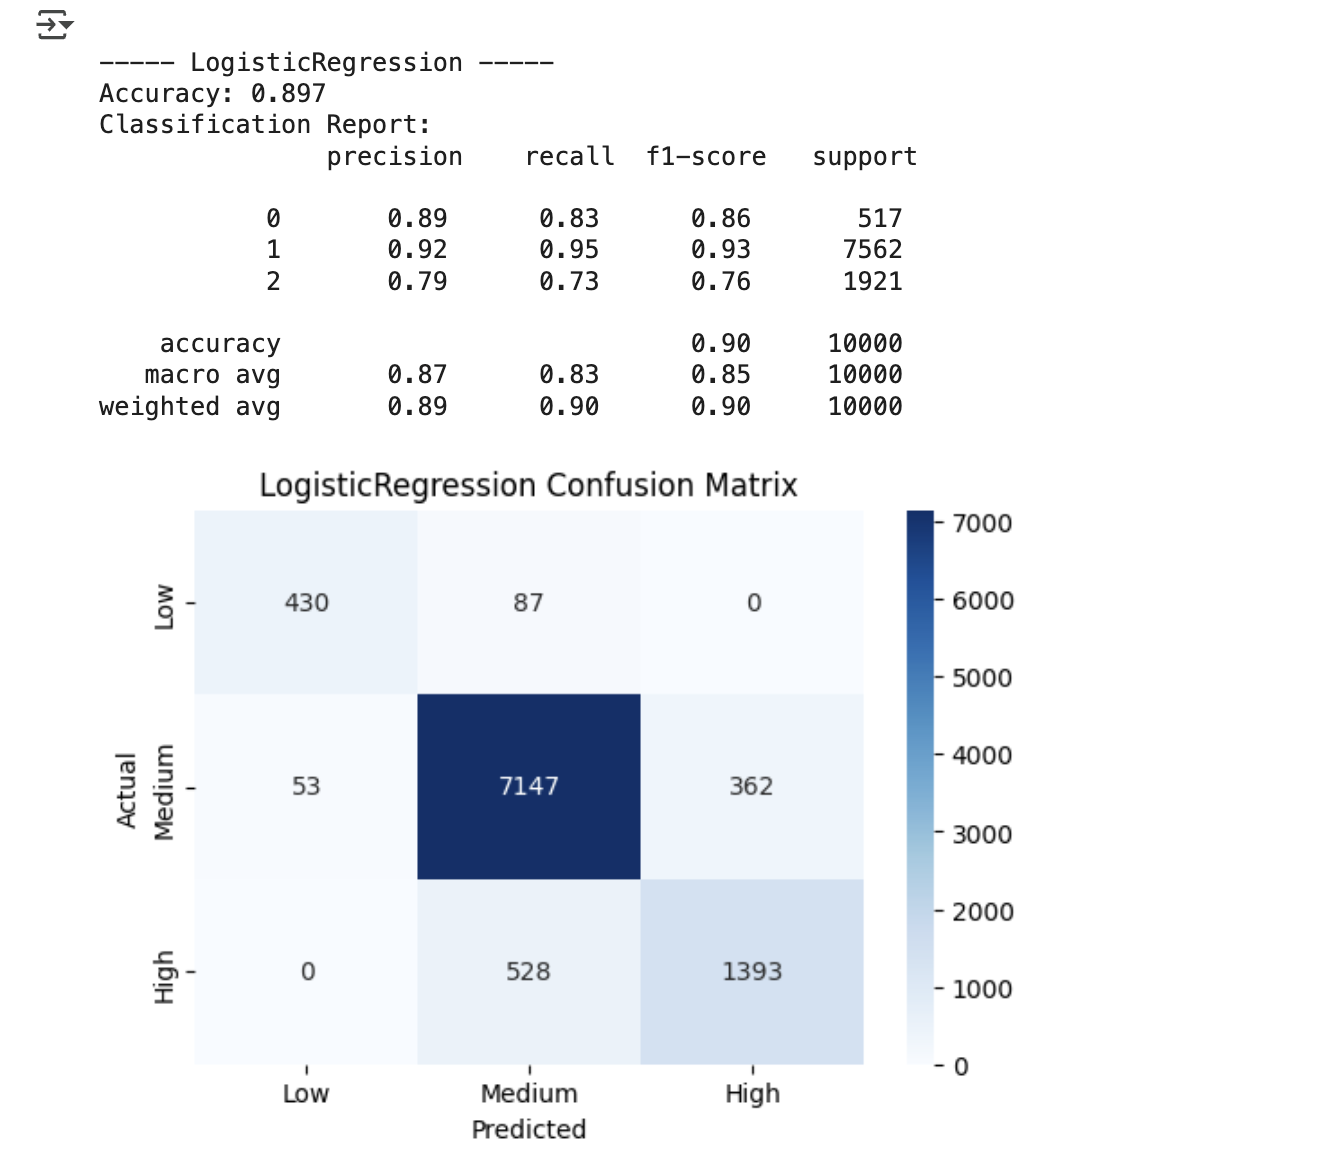 ----- LogisticRegression -----
Accuracy: 0.897
Classification Report:
precision recall f1-score support
0 0.89 0.83 0.86 517
1 0.92 0.95 0.93 7562
2 0.79 0.73 0.76 1921
accuracy 0.90 10000
macro avg 0.87 0.83 0.85 10000
weighted avg 0.89 0.90 0.90 10000
LogisticRegression Confusion Matrix
Actual
Low
Medium
High
430 87 0
53 7147 362
0 528 1393
Low Medium High
Predicted
7000
6000
5000
4000
3000
2000
1000
0